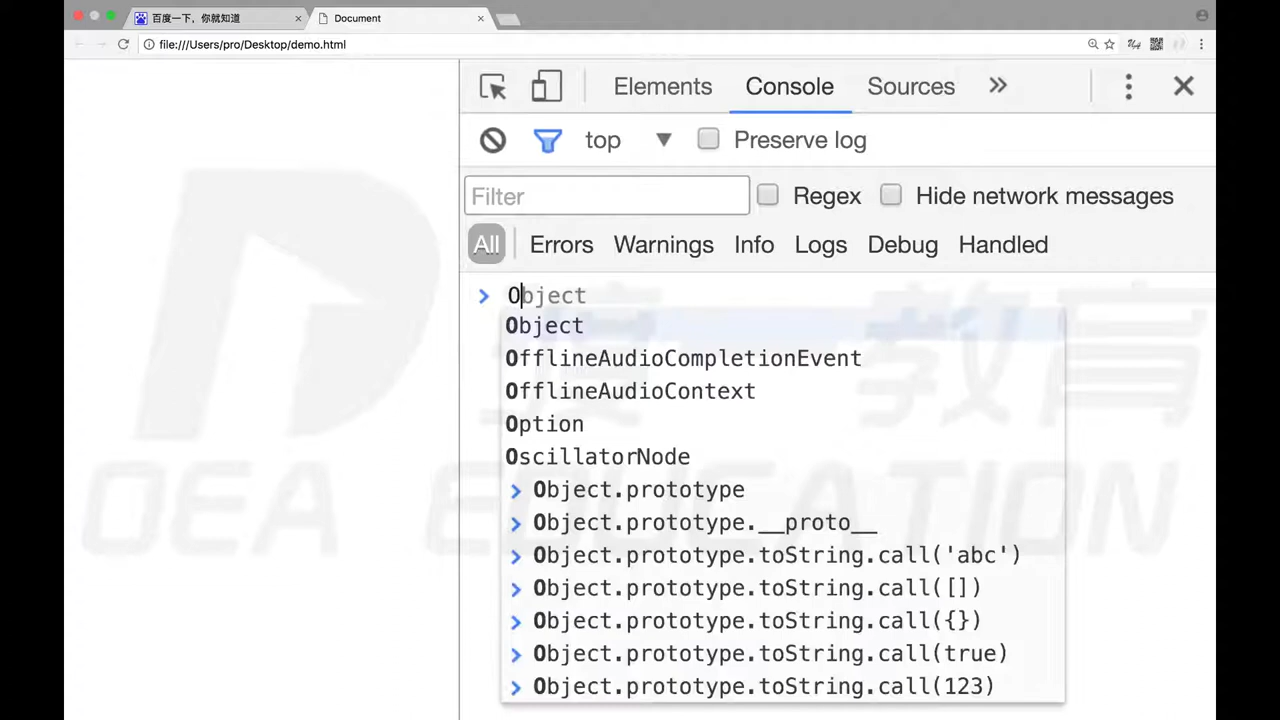 百度一下，你就知道
Document
file:///Users/pro/Desktop/demo.html
Elements Console Sources
top Preserve log
Filter Regex Hide network messages
All Errors Warnings Info Logs Debug Handled
Object
Object
OfflineAudioCompletionEvent
OfflineAudioContext
Option
OscillatorNode
Object.prototype
Object.prototype.__proto__
Object.prototype.toString.call('abc')
Object.prototype.toString.call([])
Object.prototype.toString.call({})
Object.prototype.toString.call(true)
Object.prototype.toString.call(123)
教育
EDUCATION